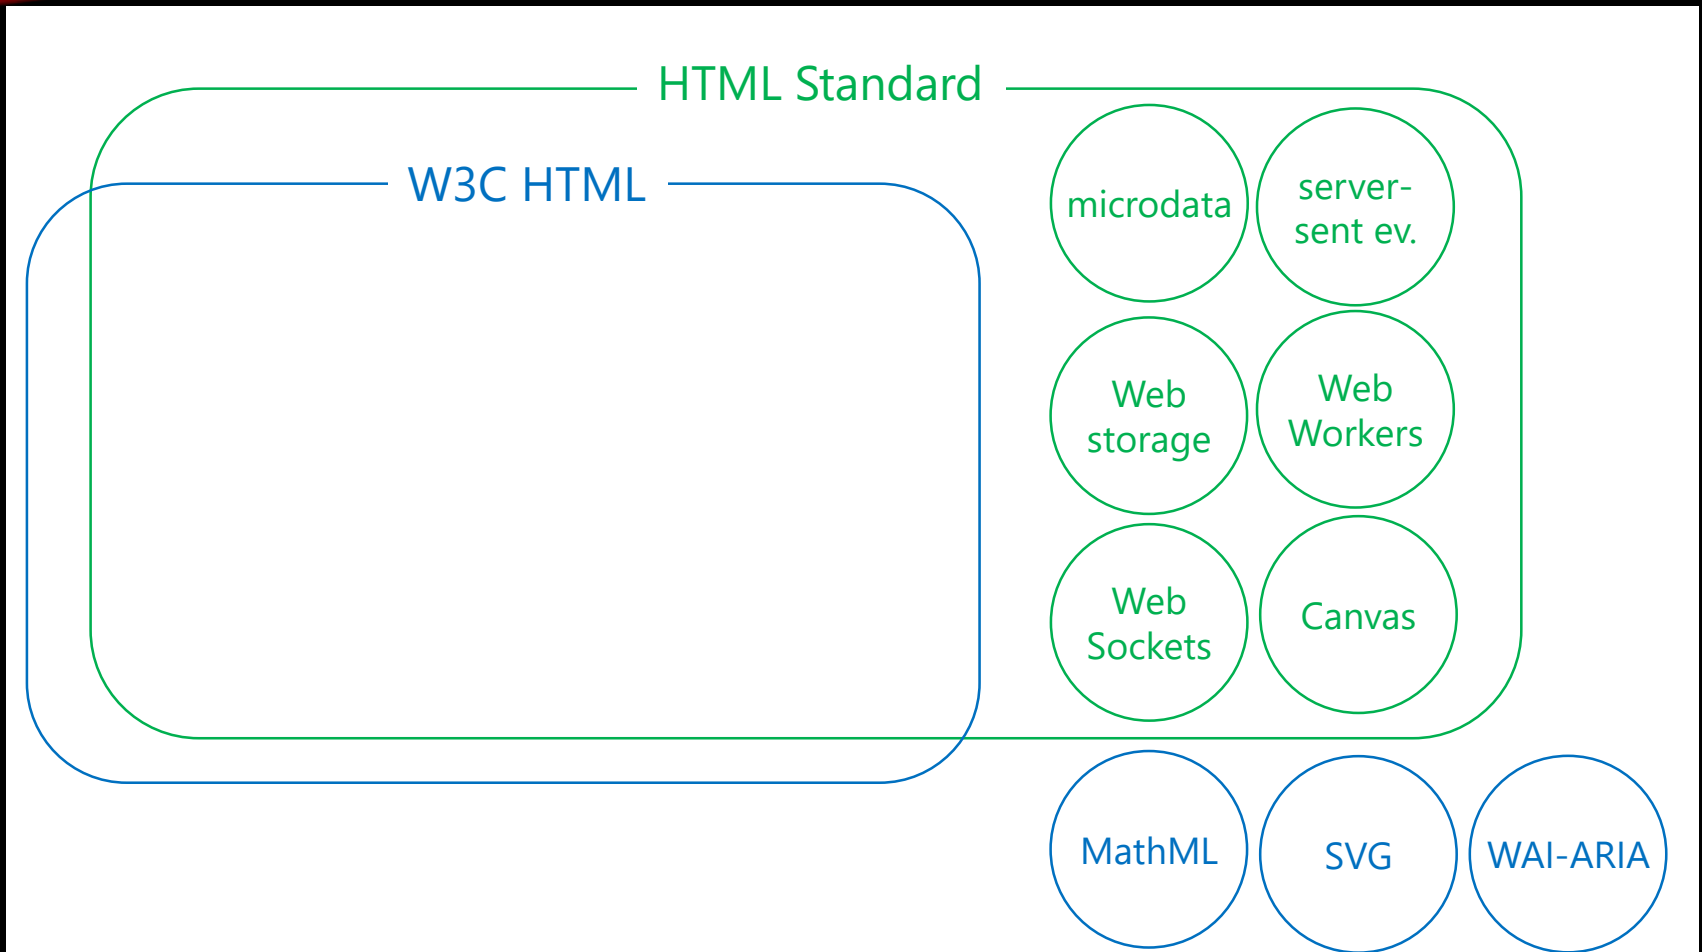 HTML Standard
W3C HTML
microdata
server-
sent ev.
Web
storage
Web
Workers
Web
Sockets
Canvas
MathML
SVG
WAI-ARIA